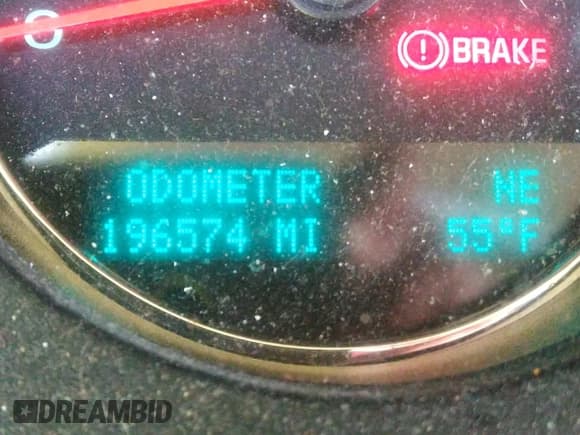 C
BRAKE
ODOMETER NE
196574 MI 55°F
DREAMBID